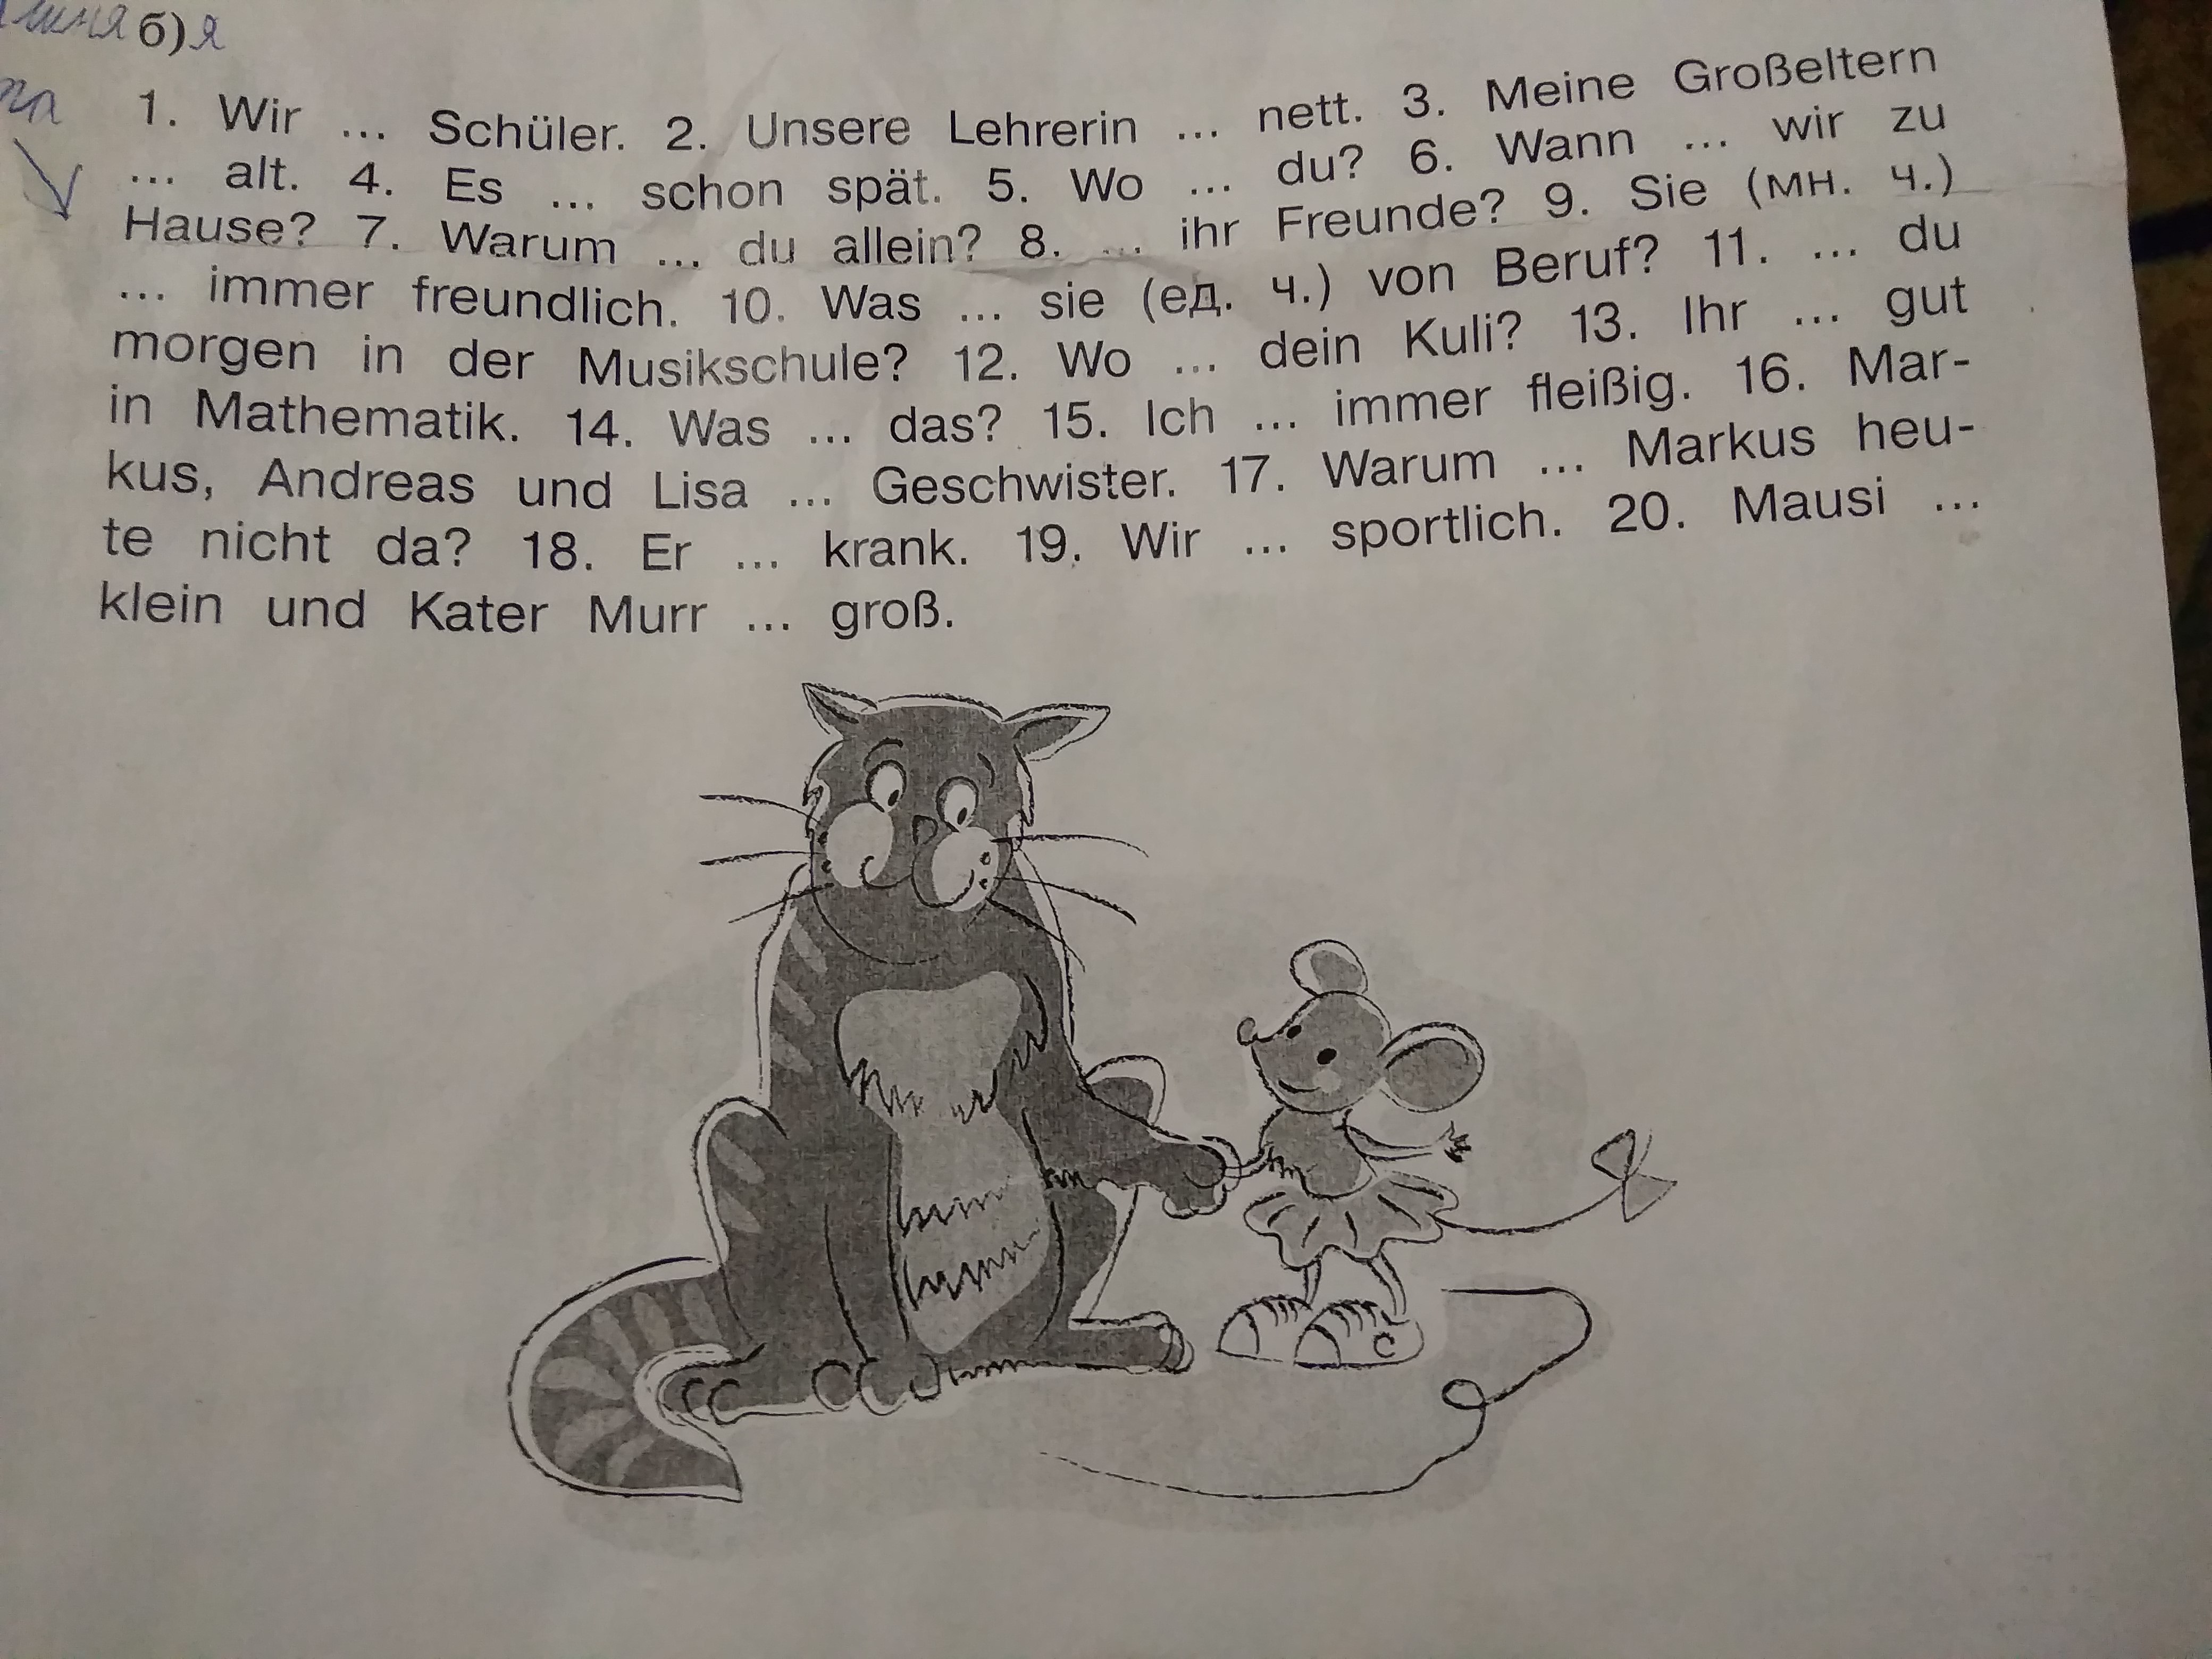 б) я
1. Wir ... Schüler. 2. Unsere Lehrerin ... nett. 3. Meine Großeltern
... alt. 4. Es ... schon spät. 5. Wo ... du? 6. Wann ... wir zu
Hause? 7. Warum ... du allein? 8. ... ihr Freunde? 9. Sie (мн. ч.)
... immer freundlich. 10. Was ... sie (ед. ч.) von Beruf? 11. ... du
morgen in der Musikschule? 12. Wo ... dein Kuli? 13. Ihr ... gut
in Mathematik. 14. Was ... das? 15. Ich ... immer fleißig. 16. Mar-
kus, Andreas und Lisa ... Geschwister. 17. Warum ... Markus heu-
te nicht da? 18. Er ... krank. 19. Wir ... sportlich. 20. Mausi ...
klein und Kater Murr ... groß.